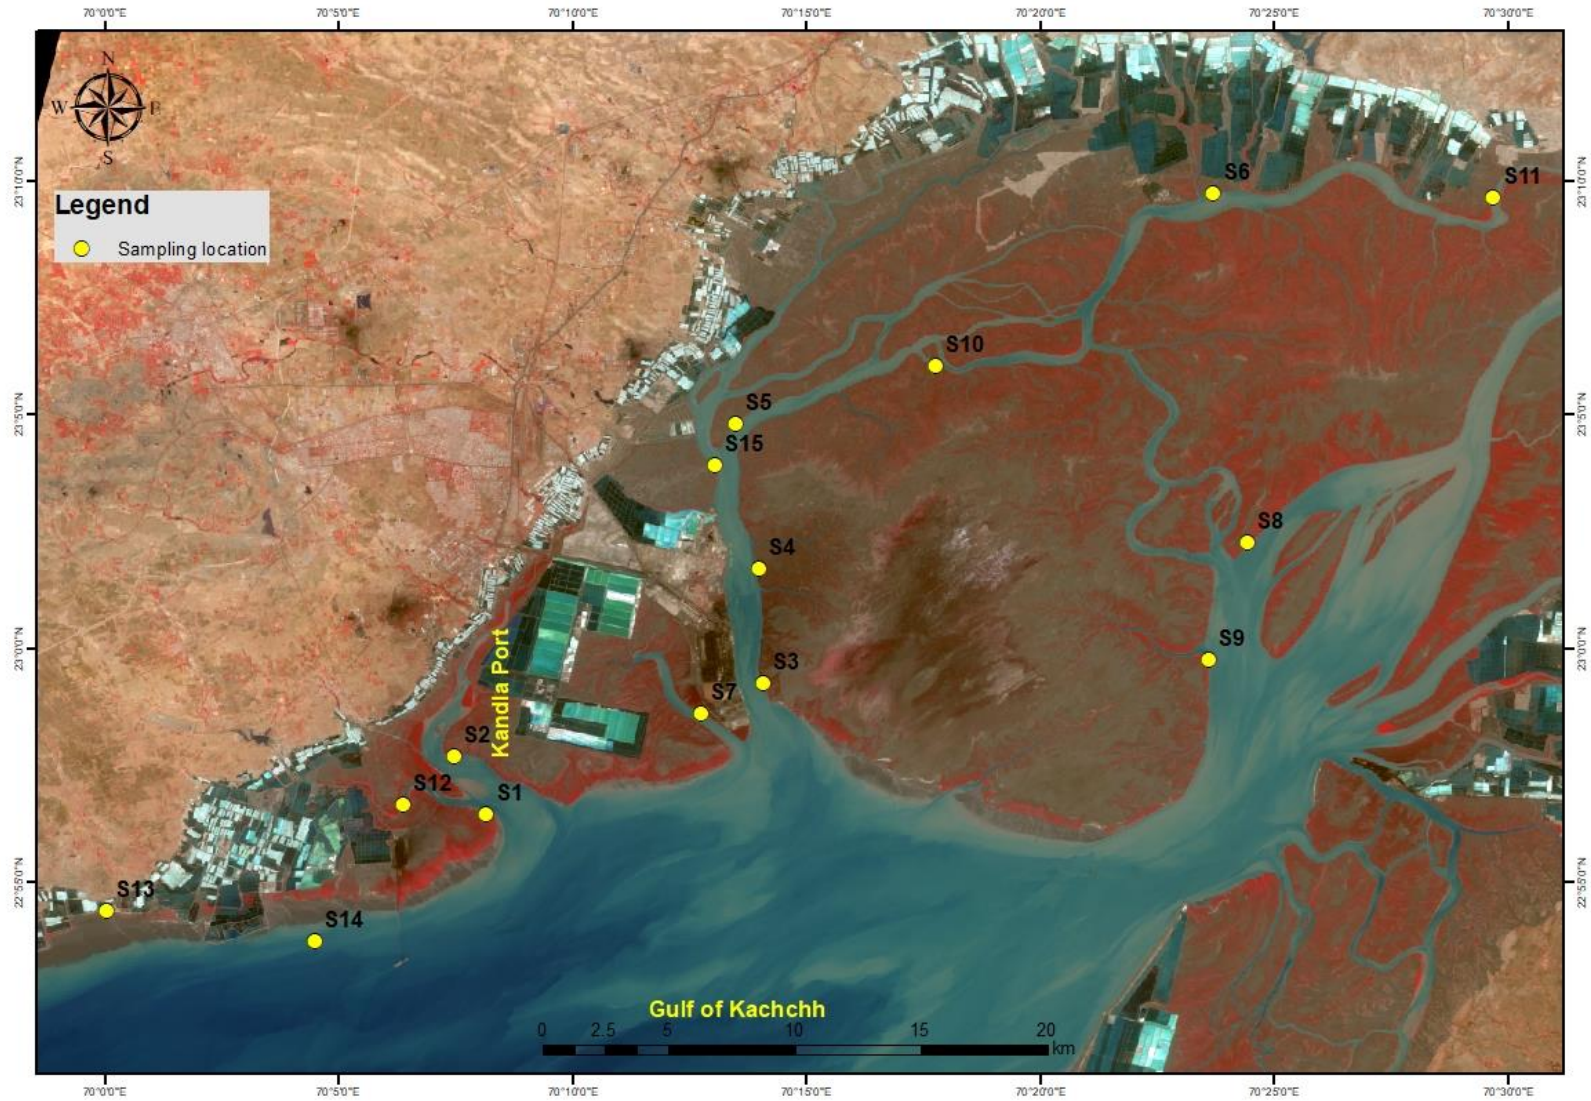 70°0'0"E 70°5'0"E 70°10'0"E 70°15'0"E 70°20'0"E 70°25'0"E 70°30'0"E
N
W E
S
Legend
Sampling location
23°10'0"N
23°5'0"N
23°0'0"N
22°55'0"N
S6
S11
S10
S5
S15
S8
S4
S9
S3
S7
Kandla Port
S2
S12
S1
S13
S14
Gulf of Kachchh
0 2.5 5 10 15 20
km
23°10'0"N
23°5'0"N
23°0'0"N
22°55'0"N
70°0'0"E 70°5'0"E 70°10'0"E 70°15'0"E 70°20'0"E 70°25'0"E 70°30'0"E